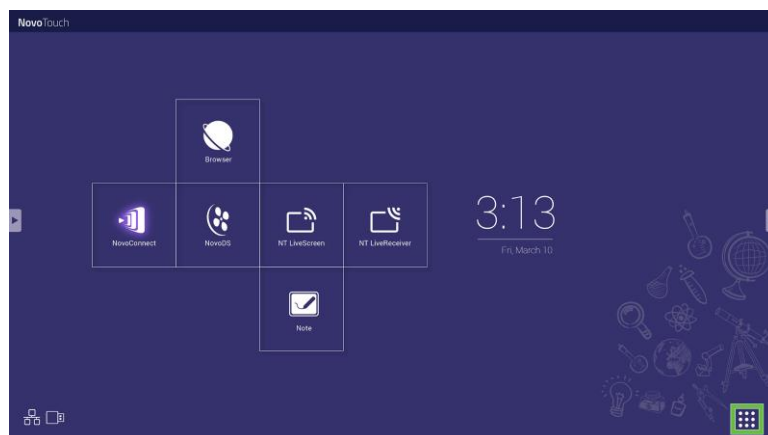 NovoTouch
Browser
NovoConnect
NovoDS
NT LiveScreen
NT LiveReceiver
3:13
Fri, March 10
Note